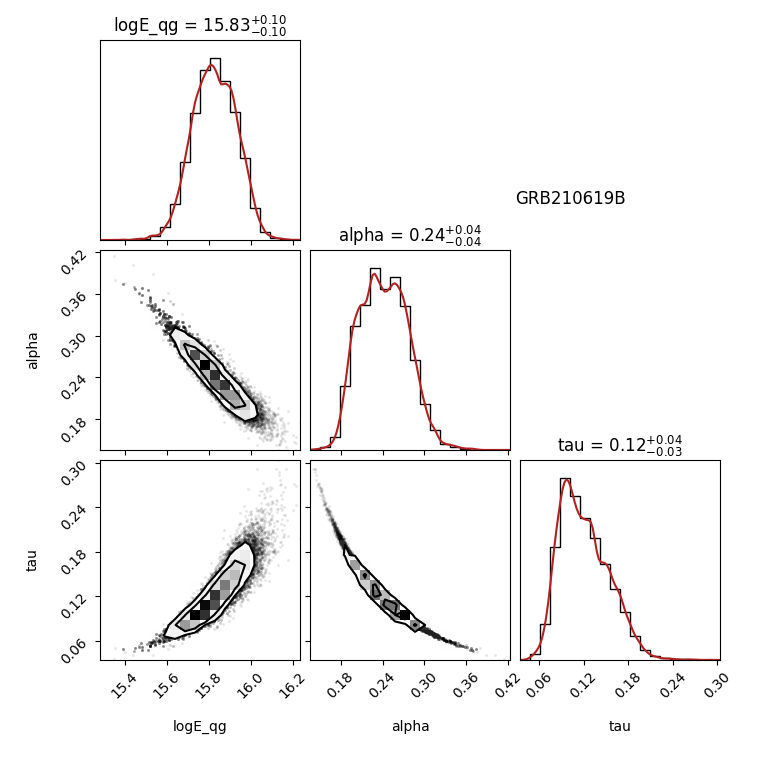 logE_qg = 15.83+0.10−0.10
GRB210619B
alpha = 0.24+0.04−0.04
0.42
0.36
0.30
0.24
0.18
alpha
tau = 0.12+0.04−0.03
0.30
0.24
0.18
0.12
0.06
tau
15.4 15.6 15.8 16.0 16.2
0.18 0.24 0.30 0.36 0.42
0.06 0.12 0.18 0.24 0.30
logE_qg alpha tau